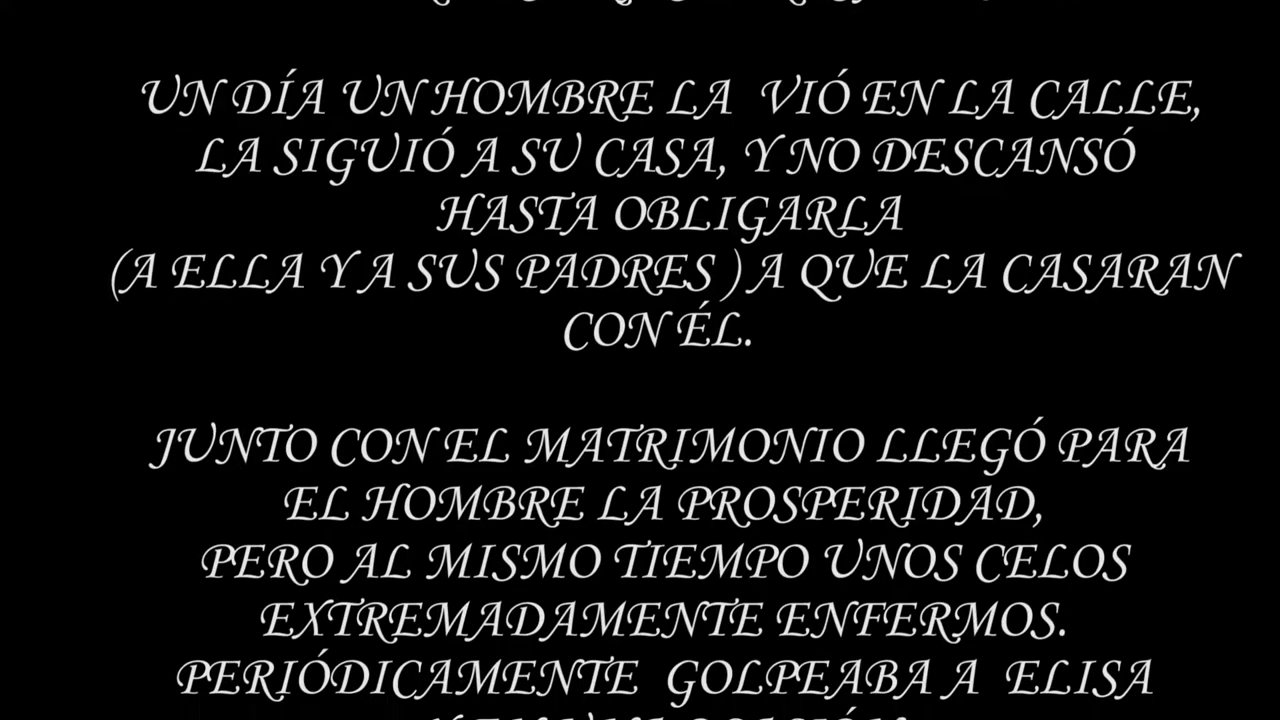 UN DÍA UN HOMBRE LA VIÓ EN LA CALLE,
LA SIGUIÓ A SU CASA, Y NO DESCANSÓ
HASTA OBLIGARLA
(A ELLA Y A SUS PADRES ) A QUE LA CASARAN
CON ÉL.
JUNTO CON EL MATRIMONIO LLEGÓ PARA
EL HOMBRE LA PROSPERIDAD,
PERO AL MISMO TIEMPO UNOS CELOS
EXTREMADAMENTE ENFERMOS.
PERIÓDICAMENTE GOLPEABA A ELISA